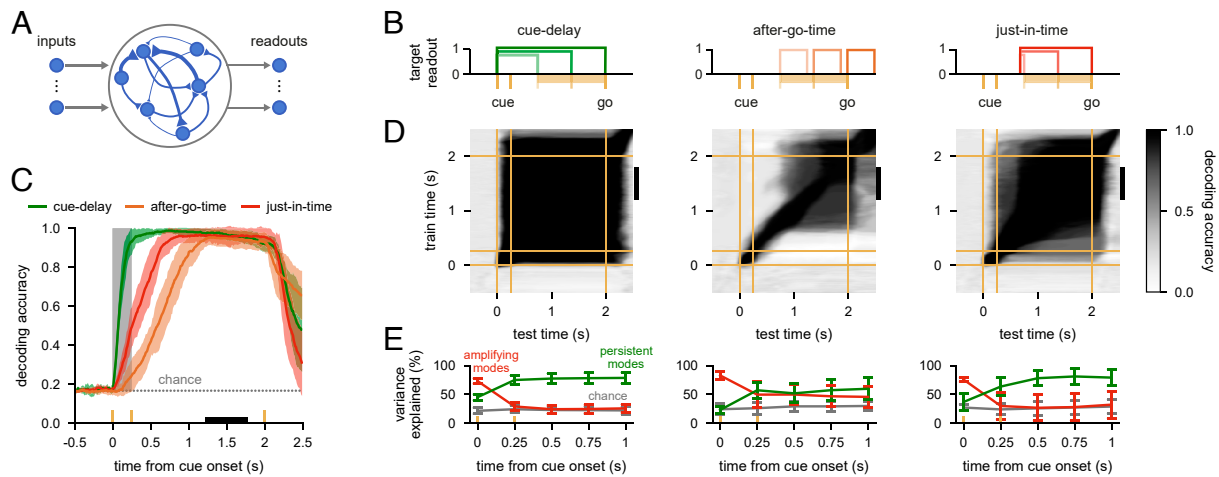 A
inputs
readouts
B
cue-delay
after-go-time
just-in-time
target
readout
1
0
cue
go
1
0
cue
go
1
0
cue
go
C
cue-delay
after-go-time
just-in-time
decoding accuracy
1.0
0.8
0.6
0.4
0.2
0.0
chance
-0.5
0
0.5
1.0
1.5
2.0
2.5
time from cue onset (s)
D
train time (s)
2
1
0
0
1
2
test time (s)
2
1
0
0
1
2
test time (s)
2
1
0
0
1
2
test time (s)
1.0
0.5
0.0
decoding accuracy
E
variance
explained (%)
amplifying
modes
persistent
modes
chance
100
50
0
0
0.25
0.5
0.75
1
time from cue onset (s)
100
50
0
0
0.25
0.5
0.75
1
time from cue onset (s)
100
50
0
0
0.25
0.5
0.75
1
time from cue onset (s)